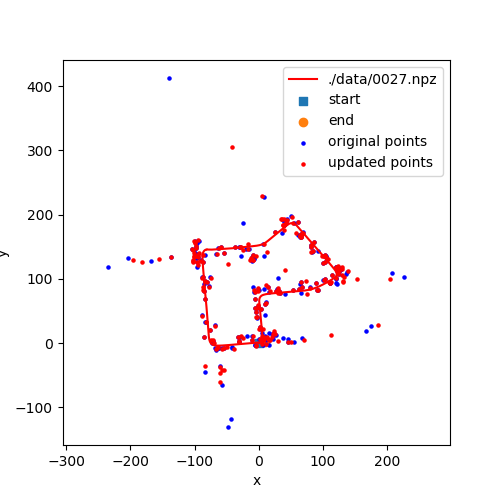 ./data/0027.npz
start
end
original points
updated points
400
300
200
100
0
−100
y
−300
−200
−100
0
100
200
x